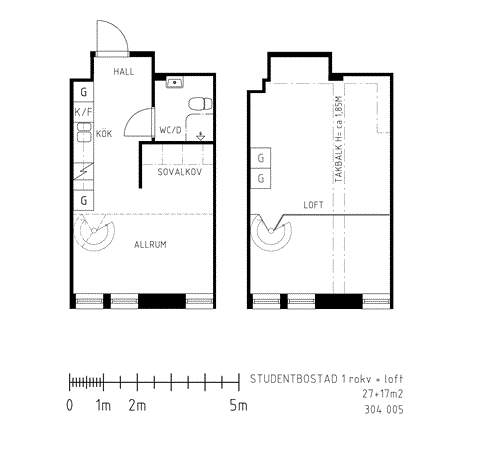 HALL
G
K/F
KÖK
WC/D
SOVALKOV
G
ALLRUM
TAKBALK H= ca 1,85M
G
G
LOFT
0 1m 2m 5m
STUDENTBOSTAD 1 rokv + loft
27+17m2
304 005